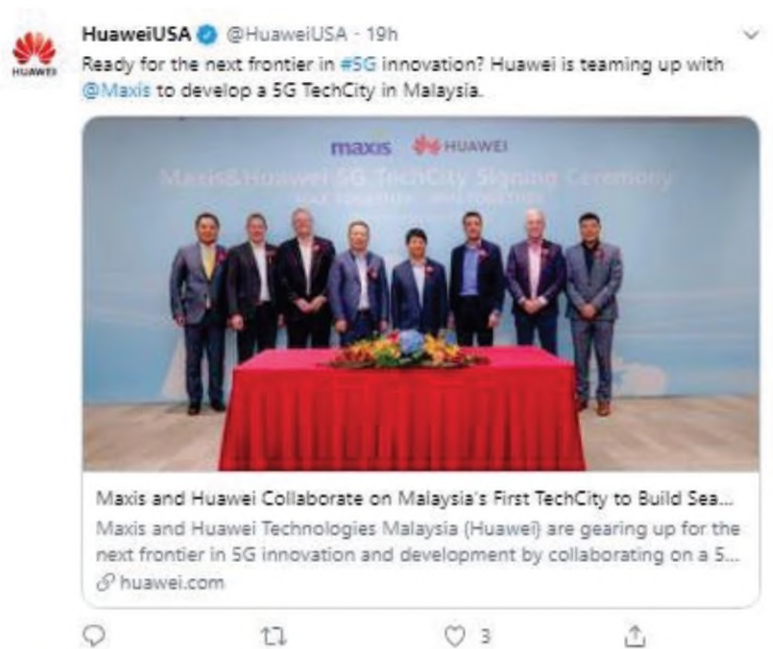 HuaweiUSA @HuaweiUSA · 19h
HUAWEI
Ready for the next frontier in #5G innovation? Huawei is teaming up with
@Maxis to develop a 5G TechCity in Malaysia.
maxis HUAWEI
Maxis&Huawei 5G TechCity Signing Ceremony
Maxis and Huawei Collaborate on Malaysia's First TechCity to Build Sea...
Maxis and Huawei Technologies Malaysia (Huawei) are gearing up for the
next frontier in 5G innovation and development by collaborating on a 5...
huawei.com
3